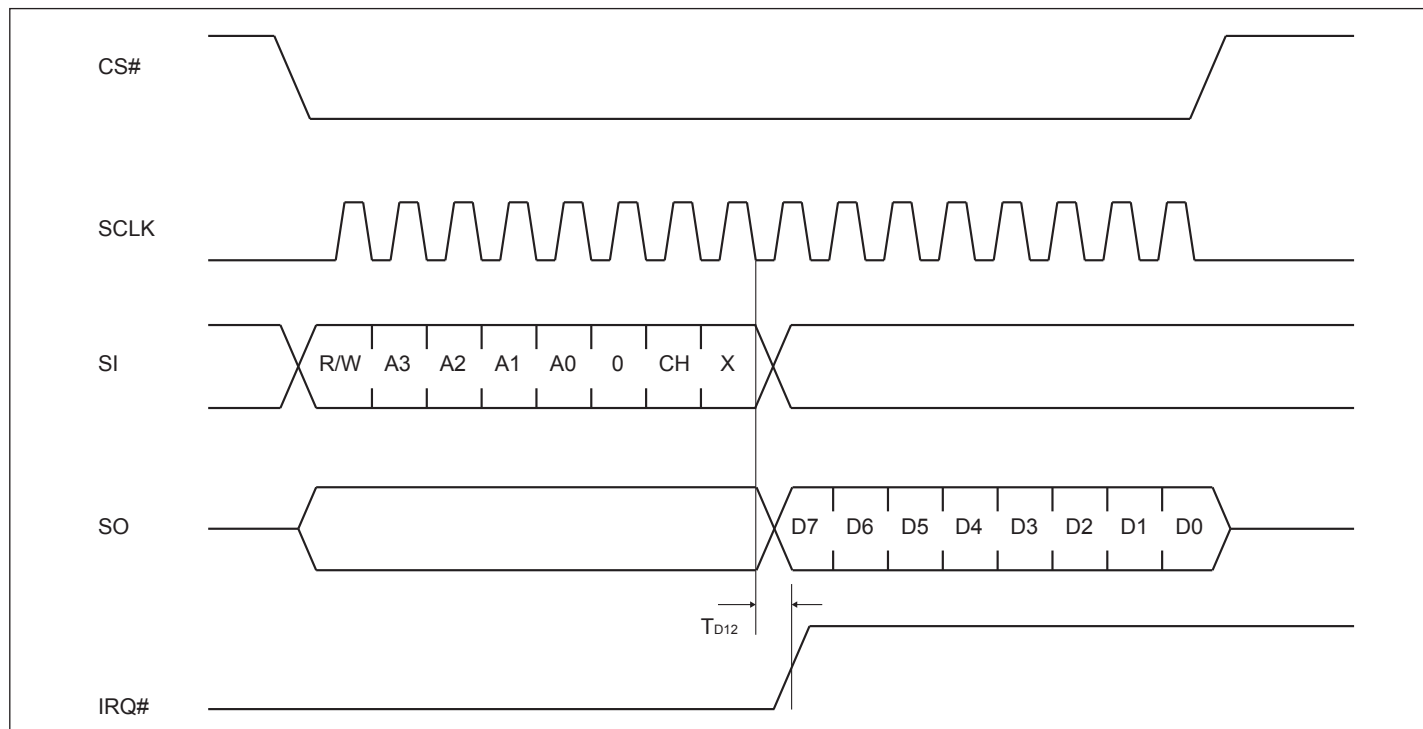 CS#
SCLK
SI
R/W A3 A2 A1 A0 0 CH X
SO
D7 D6 D5 D4 D3 D2 D1 D0
TD12
IRQ#